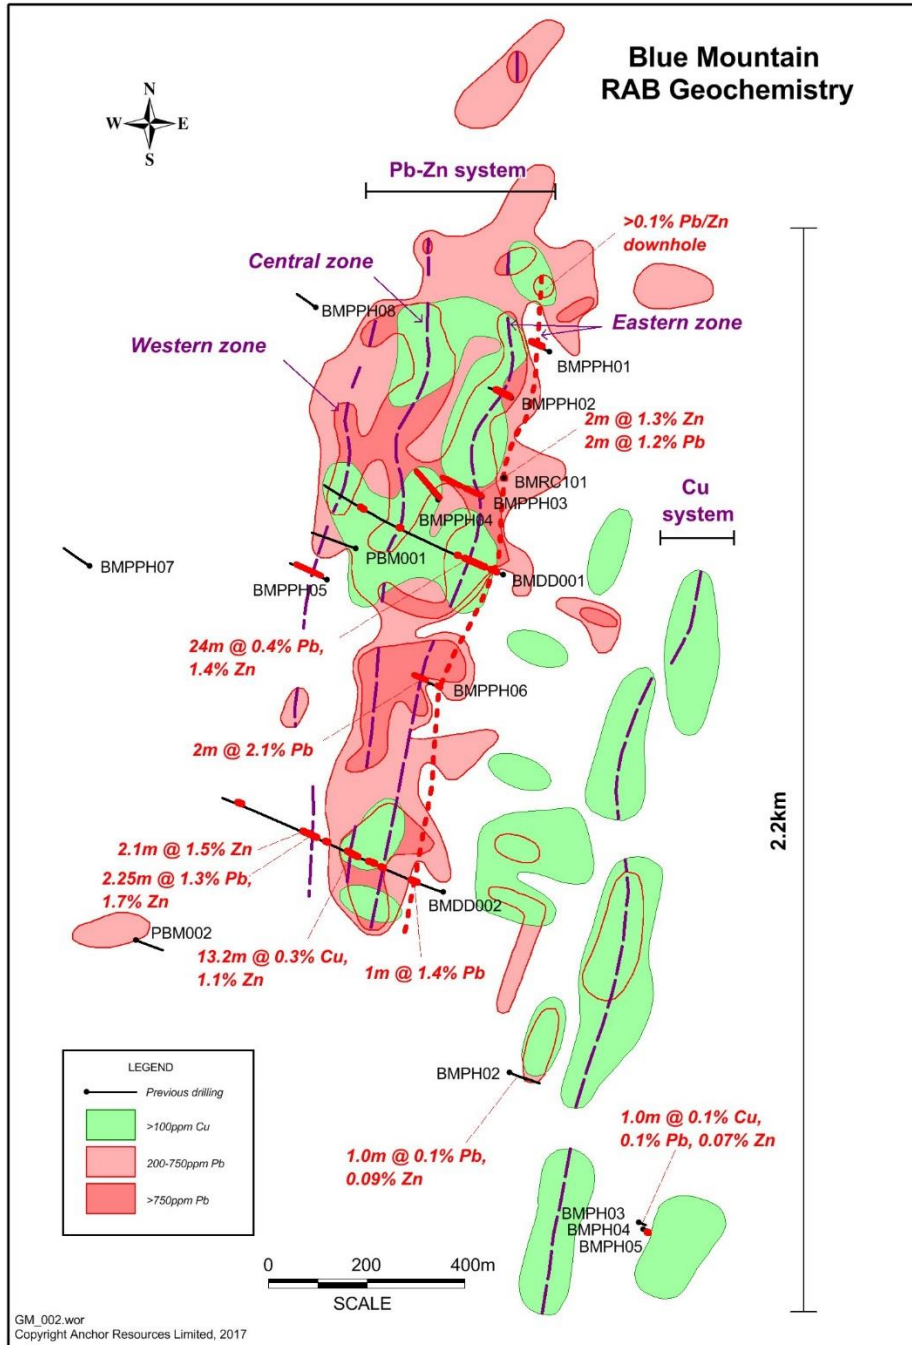 Blue Mountain
RAB Geochemistry
N
W
E
S
Pb-Zn system
>0.1% Pb/Zn
downhole
Central zone
BMPPH08
Eastern zone
Western zone
BMPPH01
BMPPH02
2m @ 1.3% Zn
2m @ 1.2% Pb
BMRC101
BMPPH03
Cu
system
BMPPH04
PBM001
BMPPH07
BMDD001
BMPPH05
24m @ 0.4% Pb,
1.4% Zn
BMPPH06
2m @ 2.1% Pb
2.2km
2.1m @ 1.5% Zn
2.25m @ 1.3% Pb,
1.7% Zn
BMDD002
PBM002
13.2m @ 0.3% Cu,
1.1% Zn
1m @ 1.4% Pb
LEGEND
Previous drilling
>100ppm Cu
200-750ppm Pb
>750ppm Pb
BMPH02
1.0m @ 0.1% Cu,
0.1% Pb, 0.07% Zn
1.0m @ 0.1% Pb,
0.09% Zn
BMPH03
BMPH04
BMPH05
0 200 400m
SCALE
GM_002.wor
Copyright Anchor Resources Limited, 2017